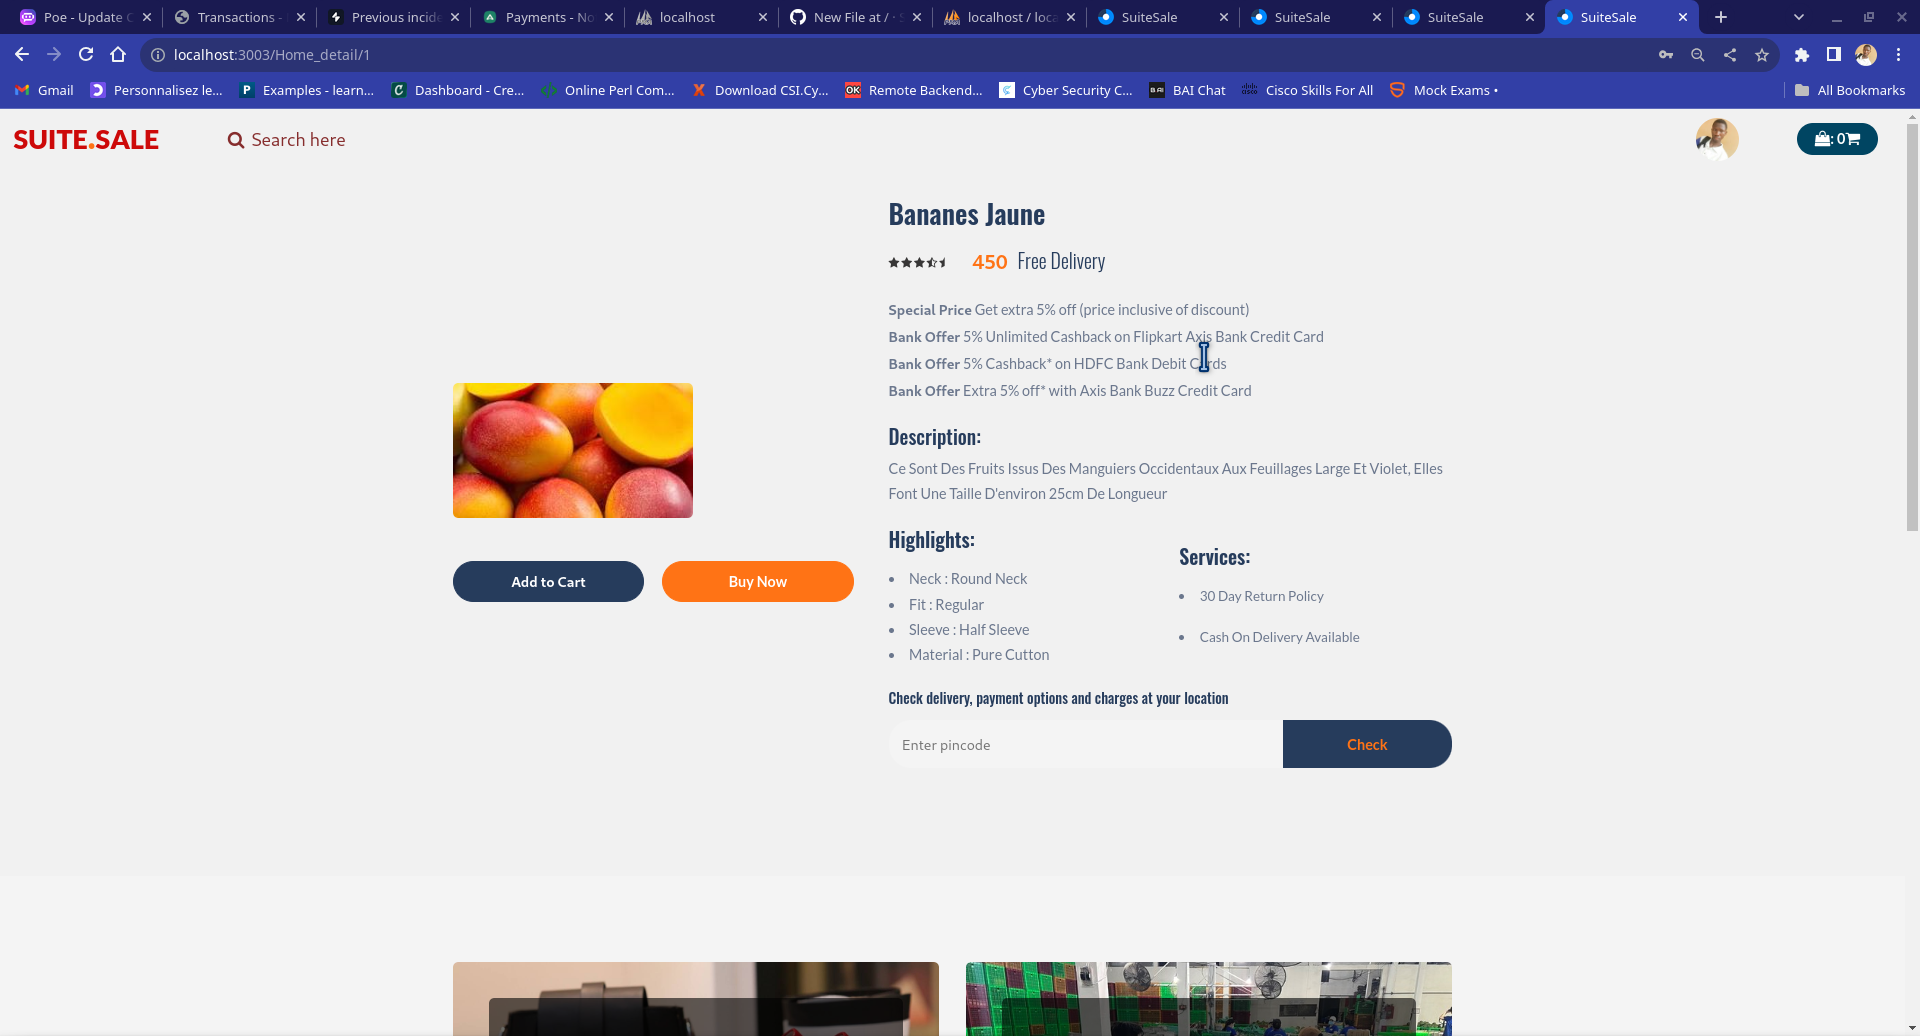 Poe - Update C
Transactions -
Previous incide
Payments - No
localhost
New File at / · S
localhost / loca
SuiteSale
SuiteSale
SuiteSale
SuiteSale
localhost:3003/Home_detail/1
Gmail
Personnalisez le...
Examples - learn...
Dashboard - Cre...
Online Perl Com...
Download CSI.Cy...
Remote Backend...
Cyber Security C...
BAI Chat
Cisco Skills For All
Mock Exams •
All Bookmarks
SUITE.SALE
Search here
: 0
Bananes Jaune
450 Free Delivery
Special Price Get extra 5% off (price inclusive of discount)
Bank Offer 5% Unlimited Cashback on Flipkart Axis Bank Credit Card
Bank Offer 5% Cashback* on HDFC Bank Debit Cards
Bank Offer Extra 5% off* with Axis Bank Buzz Credit Card
Description:
Ce Sont Des Fruits Issus Des Manguiers Occidentaux Aux Feuillages Large Et Violet, Elles
Font Une Taille D'environ 25cm De Longueur
Add to Cart
Buy Now
Highlights:
Neck : Round Neck
Fit : Regular
Sleeve : Half Sleeve
Material : Pure Cutton
Services:
30 Day Return Policy
Cash On Delivery Available
Check delivery, payment options and charges at your location
Enter pincode
Check